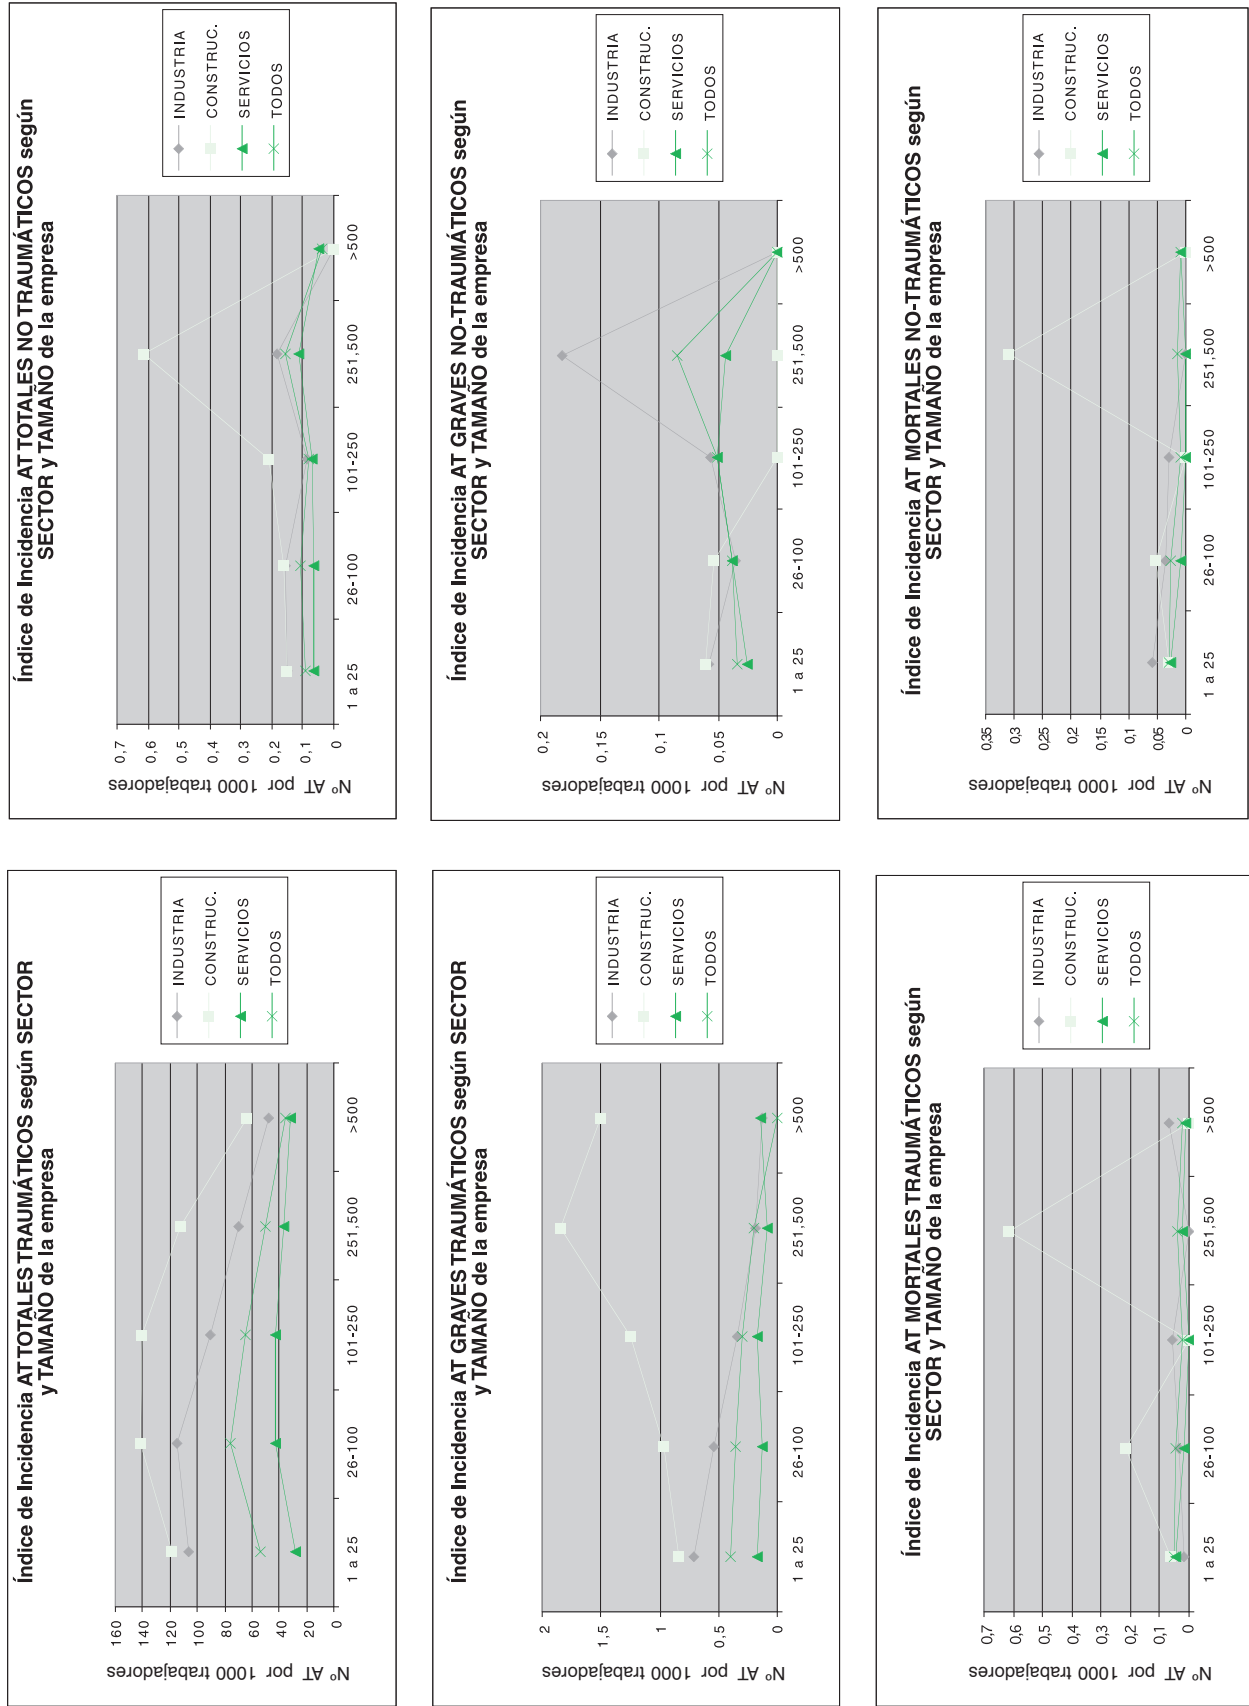 Índice de Incidencia AT TOTALES TRAUMÁTICOS según SECTOR
y TAMAÑO de la empresa
Nº AT por 1000 trabajadores
160
140
120
100
80
60
40
20
0
1 a 25
26-100
101-250
251,500
>500
INDUSTRIA
CONSTRUC.
SERVICIOS
TODOS
Índice de Incidencia AT TOTALES NO TRAUMÁTICOS según
SECTOR y TAMAÑO de la empresa
Nº AT por 1000 trabajadores
0,7
0,6
0,5
0,4
0,3
0,2
0,1
0
1 a 25
26-100
101-250
251,500
>500
INDUSTRIA
CONSTRUC.
SERVICIOS
TODOS
Índice de Incidencia AT GRAVES TRAUMÁTICOS según SECTOR
y TAMAÑO de la empresa
Nº AT por 1000 trabajadores
2
1,5
1
0,5
0
1 a 25
26-100
101-250
251,500
>500
INDUSTRIA
CONSTRUC.
SERVICIOS
TODOS
Índice de Incidencia AT GRAVES NO-TRAUMÁTICOS según
SECTOR y TAMAÑO de la empresa
Nº AT por 1000 trabajadores
0,2
0,15
0,1
0,05
0
1 a 25
26-100
101-250
251,500
>500
INDUSTRIA
CONSTRUC.
SERVICIOS
TODOS
Índice de Incidencia AT MORTALES TRAUMÁTICOS según
SECTOR y TAMAÑO de la empresa
Nº AT por 1000 trabajadores
0,7
0,6
0,5
0,4
0,3
0,2
0,1
0
1 a 25
26-100
101-250
251,500
>500
INDUSTRIA
CONSTRUC.
SERVICIOS
TODOS
Índice de Incidencia AT MORTALES NO-TRAUMÁTICOS según
SECTOR y TAMAÑO de la empresa
Nº AT por 1000 trabajadores
0,35
0,3
0,25
0,2
0,15
0,1
0,05
0
1 a 25
26-100
101-250
251,500
>500
INDUSTRIA
CONSTRUC.
SERVICIOS
TODOS